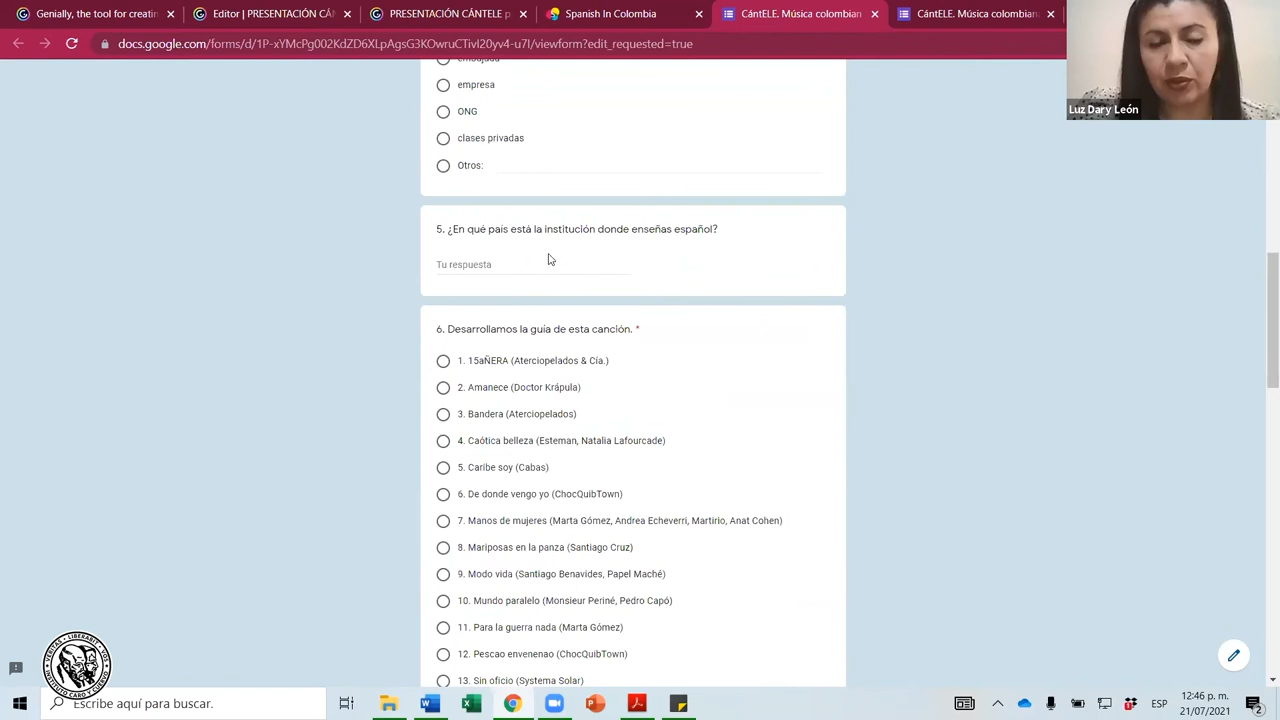 Genially, the tool for creatin
Editor | PRESENTACIÓN CÁN
PRESENTACIÓN CÁNTELE p
Spanish In Colombia
CántELE. Música colombian
CántELE. Música colombian
docs.google.com/forms/d/1P-xYMcPg002KdZD6XLpAgsG3KOwruCTivI20yv4-u7I/viewform?edit_requested=true
Luz Dary León
embajada
empresa
ONG
clases privadas
Otros:
5. ¿En qué país está la institución donde enseñas español?
Tu respuesta
6. Desarrollamos la guía de esta canción. *
1. 15aÑERA (Aterciopelados & Cía.)
2. Amanece (Doctor Krápula)
3. Bandera (Aterciopelados)
4. Caótica belleza (Esteman, Natalia Lafourcade)
5. Caribe soy (Cabas)
6. De donde vengo yo (ChocQuibTown)
7. Manos de mujeres (Marta Gómez, Andrea Echeverri, Martirio, Anat Cohen)
8. Mariposas en la panza (Santiago Cruz)
9. Modo vida (Santiago Benavides, Papel Maché)
10. Mundo paralelo (Monsieur Periné, Pedro Capó)
11. Para la guerra nada (Marta Gómez)
12. Pescao envenenao (ChocQuibTown)
13. Sin oficio (Systema Solar)
Escribe aquí para buscar.
ESP
12:46 p. m.
21/07/2021
2